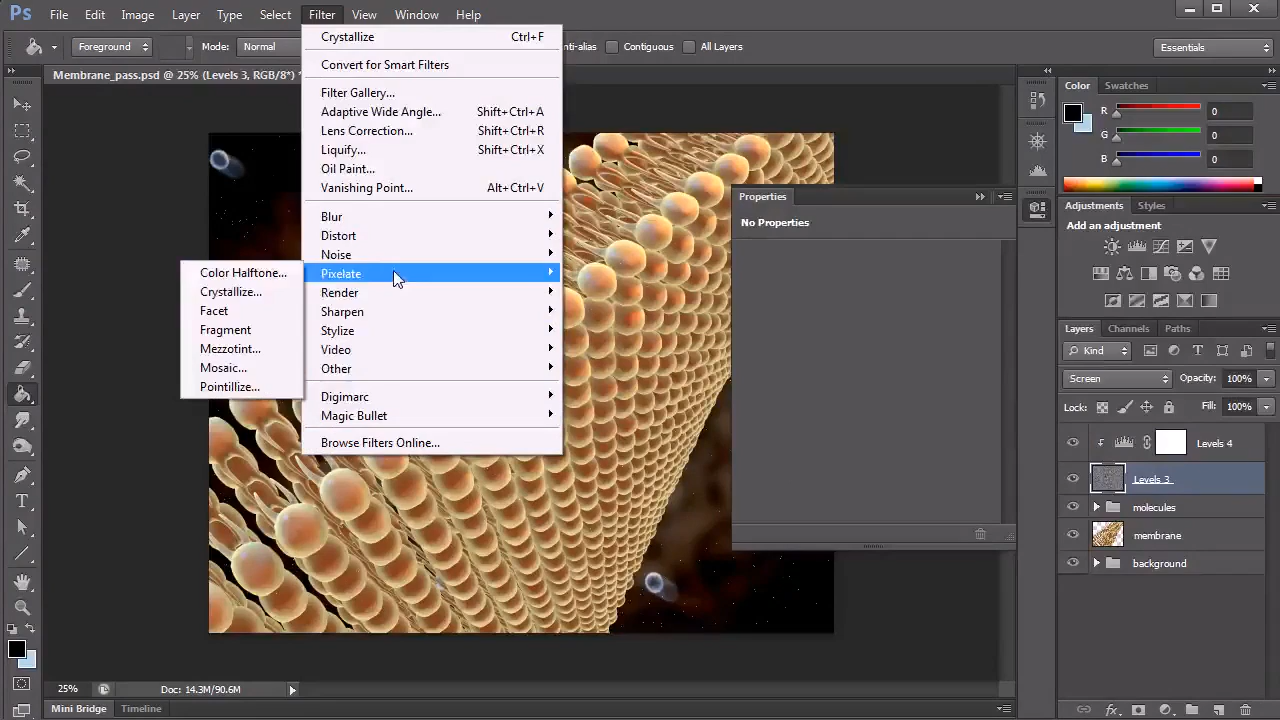 Ps File Edit Image Layer Type Select Filter View Window Help
Foreground Mode: Normal Contiguous All Layers Essentials
Membrane_pass.psd @ 25% (Levels 3, RGB/8*) *
Crystallize Ctrl+F
Convert for Smart Filters
Filter Gallery...
Adaptive Wide Angle... Shift+Ctrl+A
Lens Correction... Shift+Ctrl+R
Liquify... Shift+Ctrl+X
Oil Paint...
Vanishing Point... Alt+Ctrl+V
Blur
Distort
Noise
Pixelate
Render
Sharpen
Stylize
Video
Other
Digimarc
Magic Bullet
Browse Filters Online...
Color Halftone...
Crystallize...
Facet
Fragment
Mezzotint...
Mosaic...
Pointillize...
Properties
No Properties
Color Swatches
R 0
G 0
B 0
Adjustments Styles
Add an adjustment
Layers Channels Paths
Kind
Screen Opacity: 100%
Lock: Fill: 100%
Levels 4
Levels 3
molecules
membrane
background
25% Doc: 14.3M/90.6M
Mini Bridge Timeline